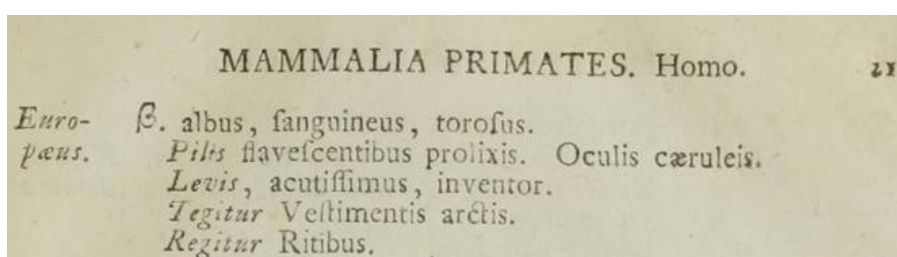 MAMMALIA PRIMATES. Homo. 21
Euro- β. albus, ſanguineus, toroſus.
pæus. Pilis flaveſcentibus prolixis. Oculis cæruleis.
Levis, acutiſſimus, inventor.
Tegitur Veſtimentis arctis.
Regitur Ritibus.